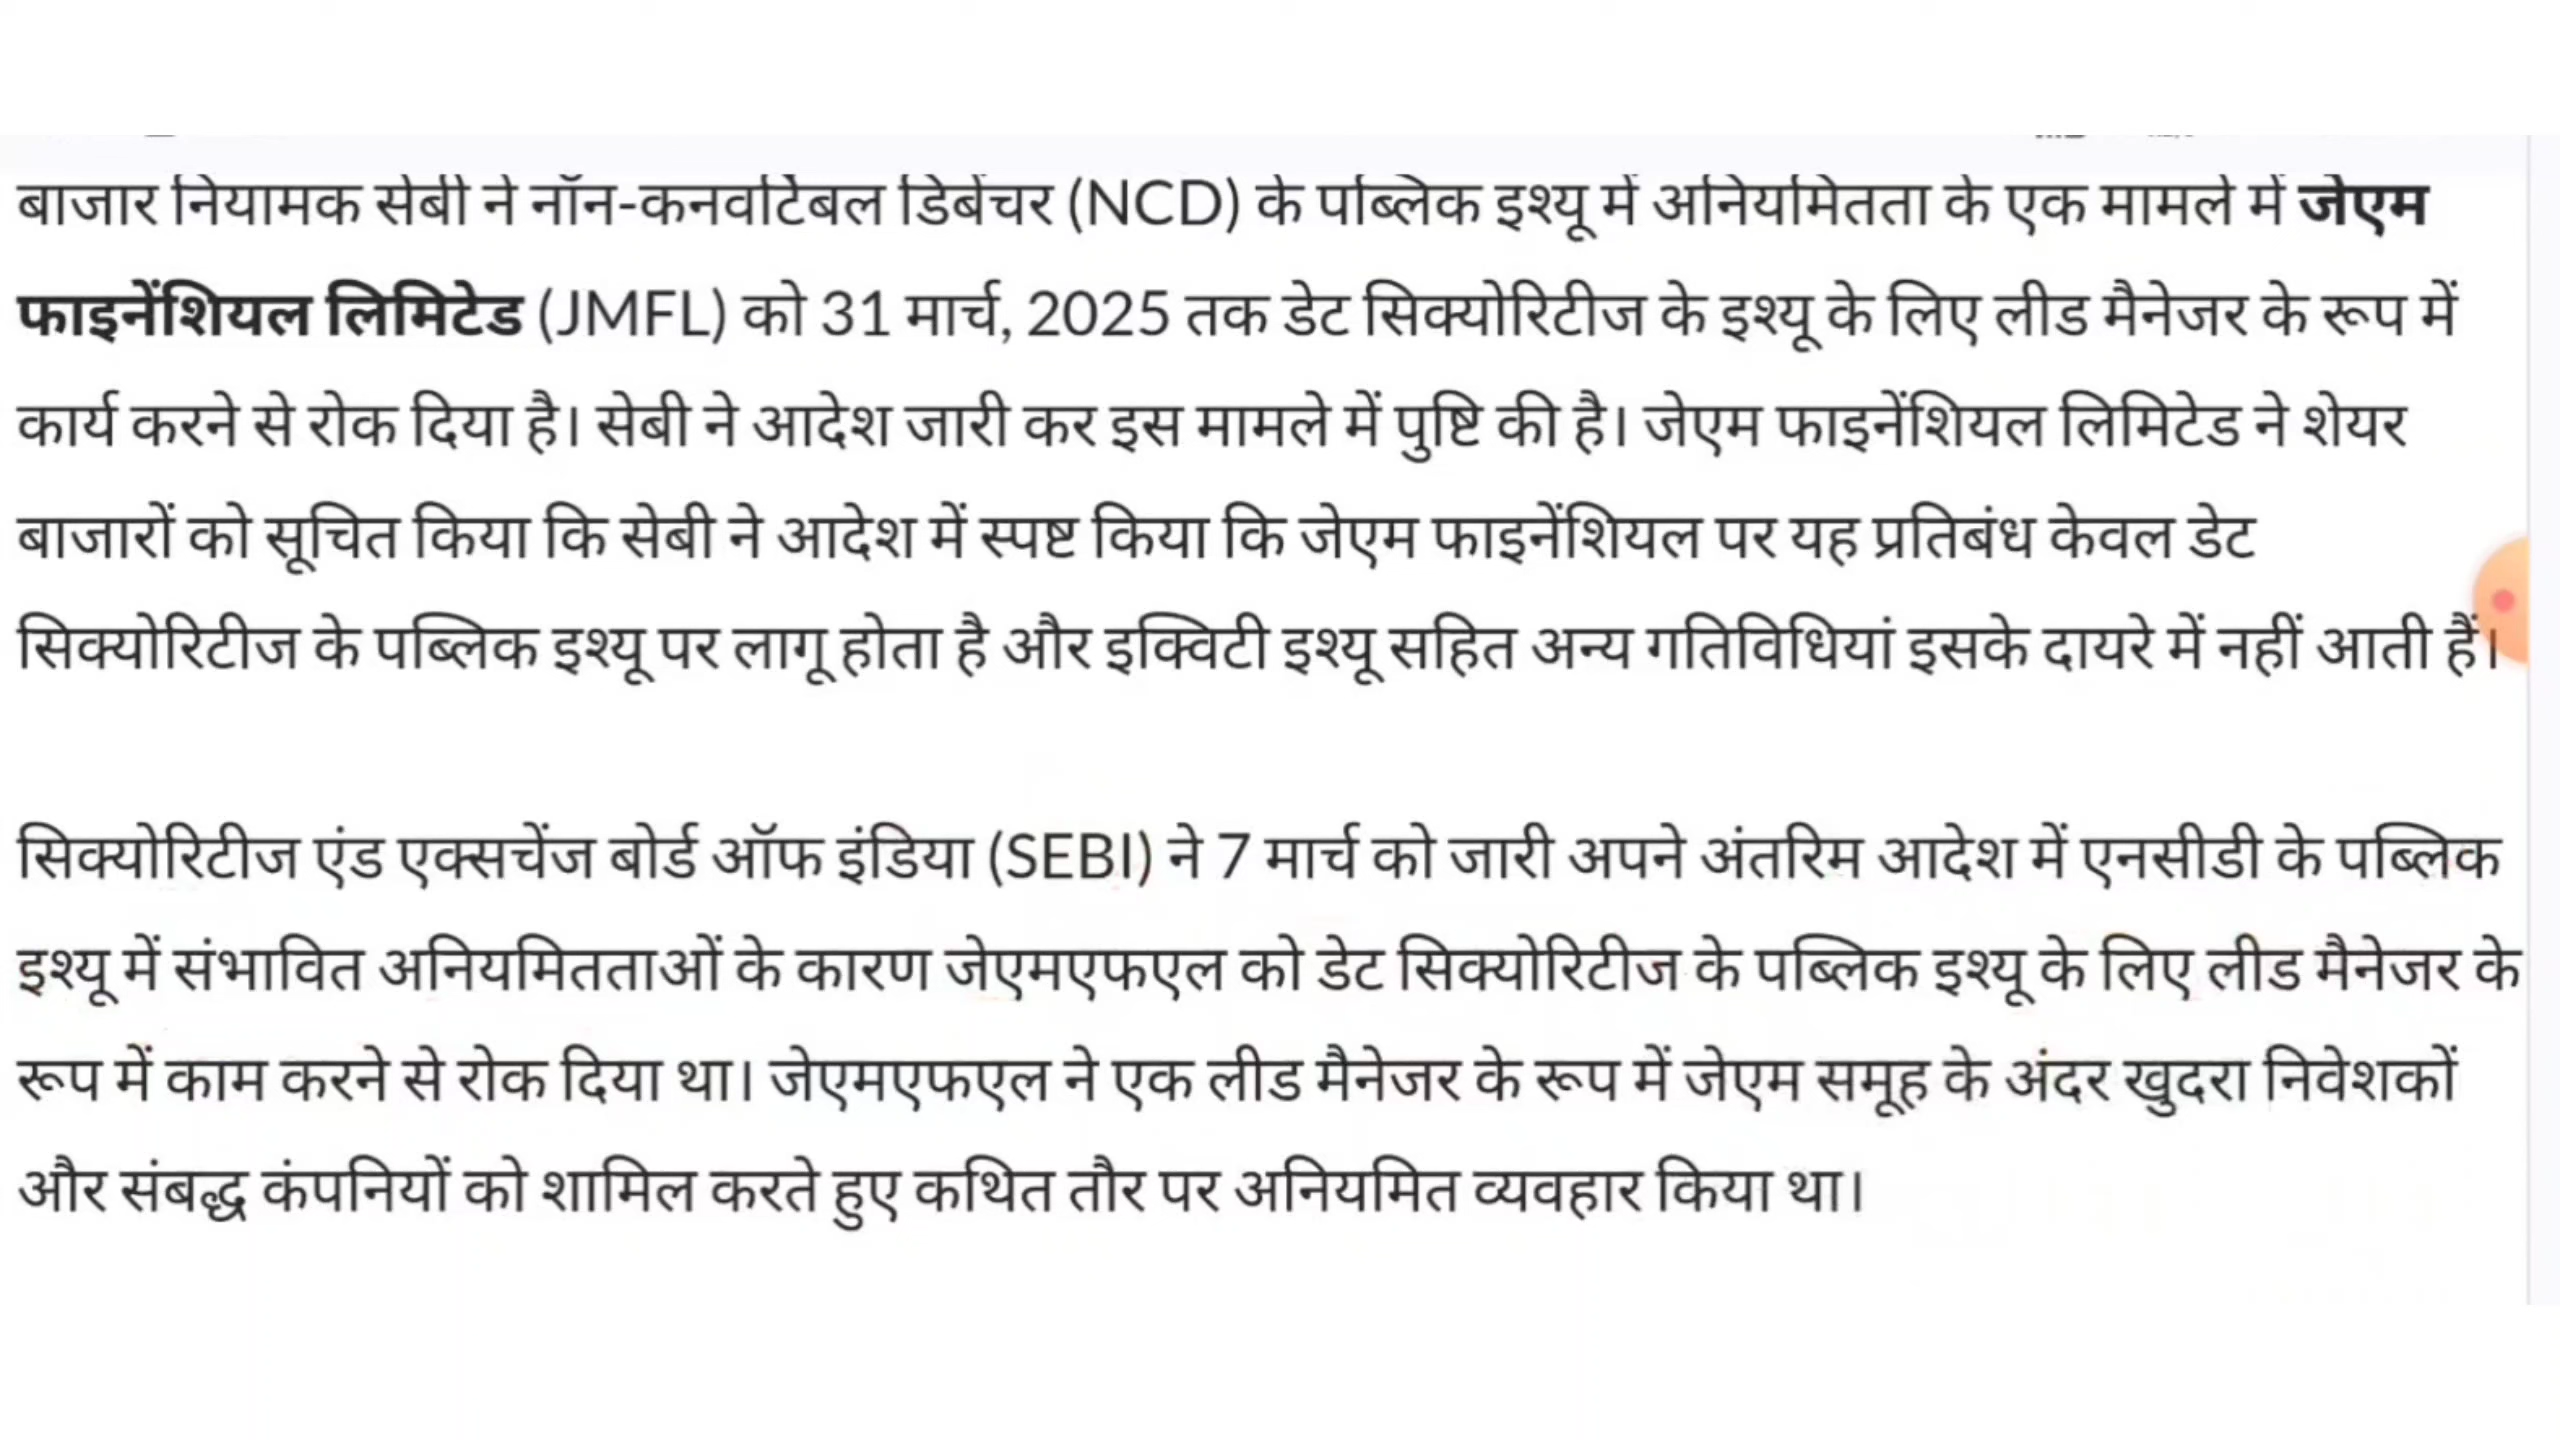 बाजार नियामक सेबी ने नॉन-कनवर्टिबल डिबेंचर (NCD) के पब्लिक इश्यू में अनियमितता के एक मामले में जेएम
फाइनेंशियल लिमिटेड (JMFL) को 31 मार्च, 2025 तक डेट सिक्योरिटीज के इश्यू के लिए लीड मैनेजर के रूप में
कार्य करने से रोक दिया है। सेबी ने आदेश जारी कर इस मामले में पुष्टि की है। जेएम फाइनेंशियल लिमिटेड ने शेयर
बाजारों को सूचित किया कि सेबी ने आदेश में स्पष्ट किया कि जेएम फाइनेंशियल पर यह प्रतिबंध केवल डेट
सिक्योरिटीज के पब्लिक इश्यू पर लागू होता है और इक्विटी इश्यू सहित अन्य गतिविधियां इसके दायरे में नहीं आती हैं।
सिक्योरिटीज एंड एक्सचेंज बोर्ड ऑफ इंडिया (SEBI) ने 7 मार्च को जारी अपने अंतरिम आदेश में एनसीडी के पब्लिक
इश्यू में संभावित अनियमितताओं के कारण जेएमएफएल को डेट सिक्योरिटीज के पब्लिक इश्यू के लिए लीड मैनेजर के
रूप में काम करने से रोक दिया था। जेएमएफएल ने एक लीड मैनेजर के रूप में जेएम समूह के अंदर खुदरा निवेशकों
और संबद्ध कंपनियों को शामिल करते हुए कथित तौर पर अनियमित व्यवहार किया था।